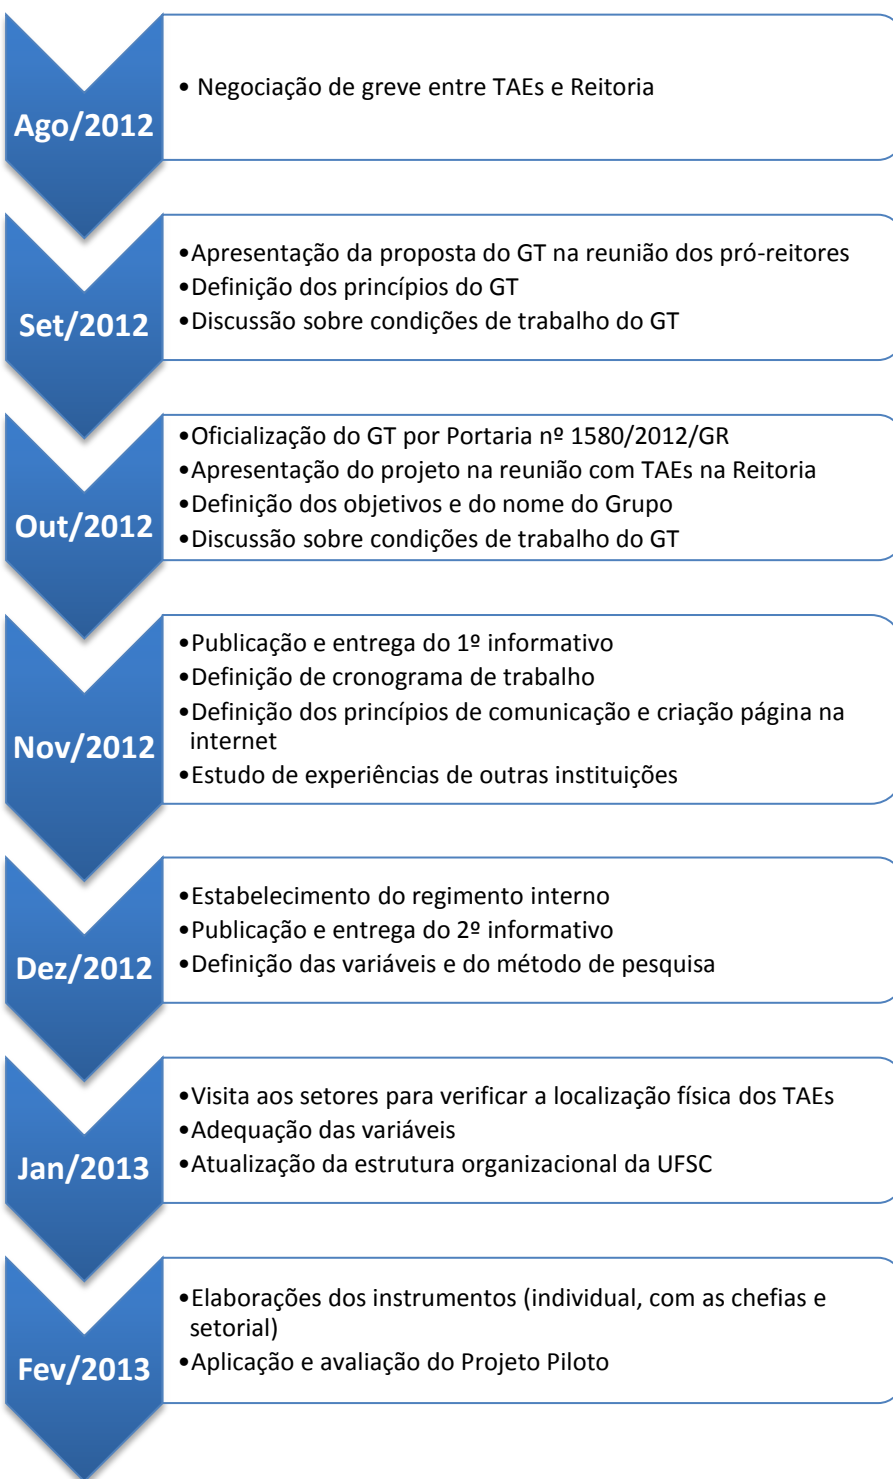 Ago/2012
• Negociação de greve entre TAEs e Reitoria
Set/2012
•Apresentação da proposta do GT na reunião dos pró-reitores
•Definição dos princípios do GT
•Discussão sobre condições de trabalho do GT
Out/2012
•Oficialização do GT por Portaria nº 1580/2012/GR
•Apresentação do projeto na reunião com TAEs na Reitoria
•Definição dos objetivos e do nome do Grupo
•Discussão sobre condições de trabalho do GT
Nov/2012
•Publicação e entrega do 1º informativo
•Definição de cronograma de trabalho
•Definição dos princípios de comunicação e criação página na
internet
•Estudo de experiências de outras instituições
Dez/2012
•Estabelecimento do regimento interno
•Publicação e entrega do 2º informativo
•Definição das variáveis e do método de pesquisa
Jan/2013
•Visita aos setores para verificar a localização física dos TAEs
•Adequação das variáveis
•Atualização da estrutura organizacional da UFSC
Fev/2013
•Elaborações dos instrumentos (individual, com as chefias e
setorial)
•Aplicação e avaliação do Projeto Piloto